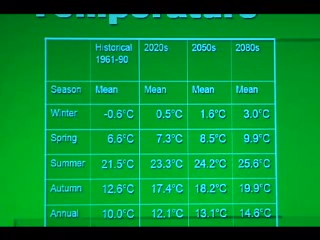 Temperature
Historical 1961-90 2020s 2050s 2080s
Season Mean Mean Mean Mean
Winter -0.6°C 0.5°C 1.6°C 3.0°C
Spring 6.6°C 7.3°C 8.5°C 9.9°C
Summer 21.5°C 23.3°C 24.2°C 25.6°C
Autumn 12.6°C 17.4°C 18.2°C 19.9°C
Annual 10.0°C 12.1°C 13.1°C 14.6°C